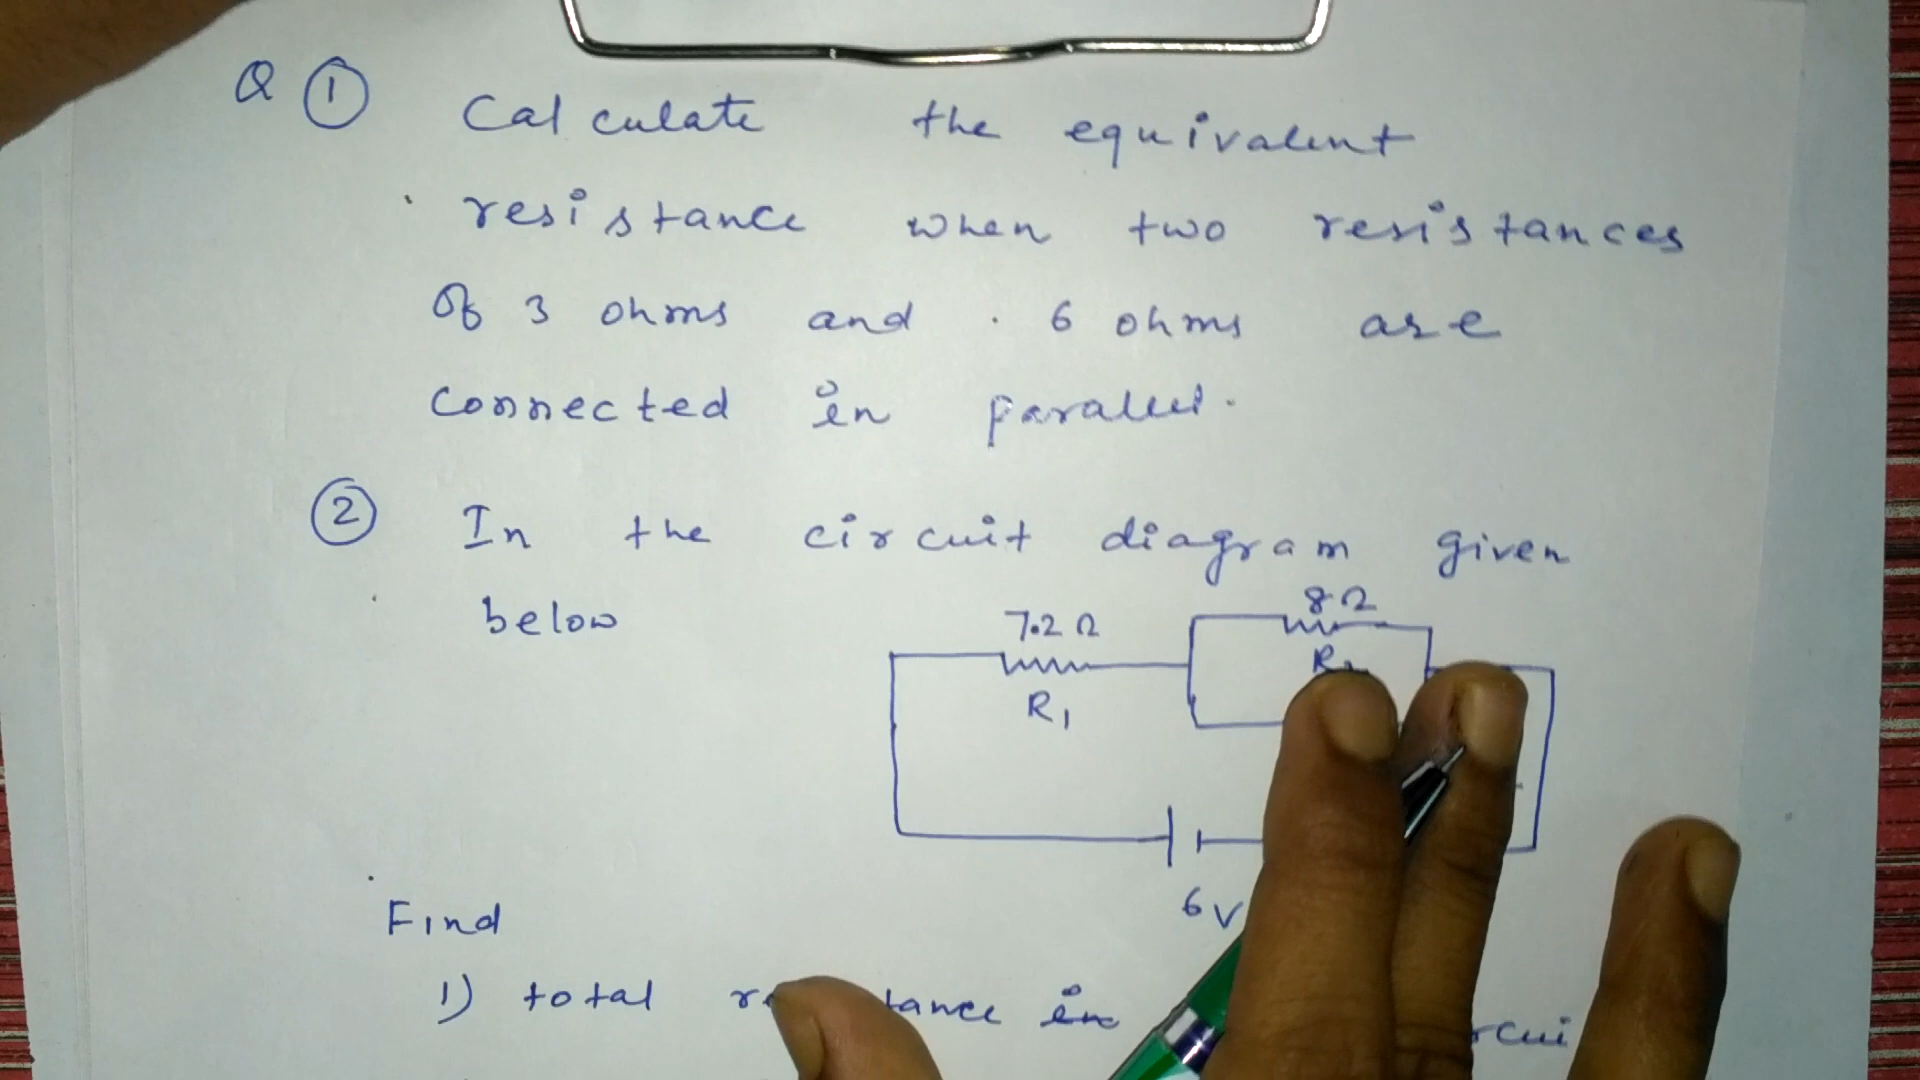 Q ① Calculate the equivalent
resistance when two resistances
of 3 ohms and 6 ohms are
connected in parallel.
② In the circuit diagram given
below
7.2 Ω
8 Ω
R₁
6V
Find
1) total in